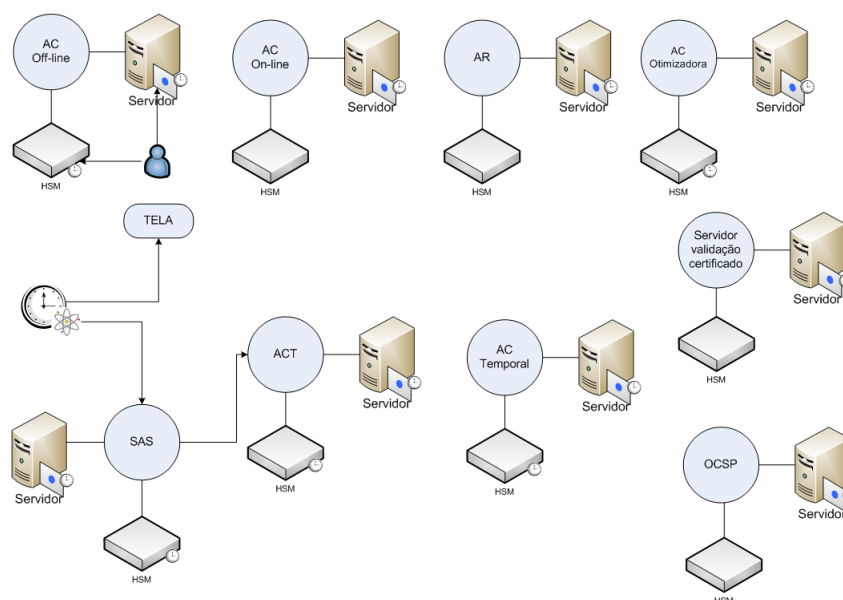 AC
Off-line
Servidor
HSM
AC
On-line
Servidor
HSM
AR
Servidor
HSM
AC
Otimizadora
Servidor
HSM
TELA
Servidor
validação
certificado
Servidor
HSM
ACT
Servidor
HSM
AC
Temporal
Servidor
HSM
SAS
Servidor
HSM
OCSP
Servidor
HSM